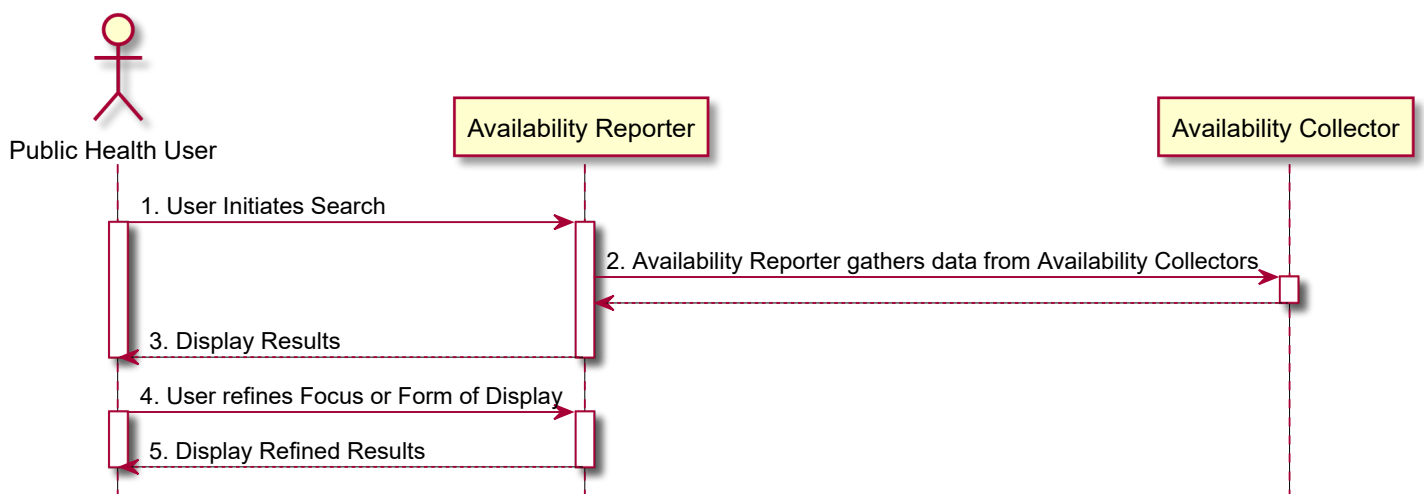 Public Health User
Availability Reporter
Availability Collector
1. User Initiates Search
2. Availability Reporter gathers data from Availability Collectors
3. Display Results
4. User refines Focus or Form of Display
5. Display Refined Results